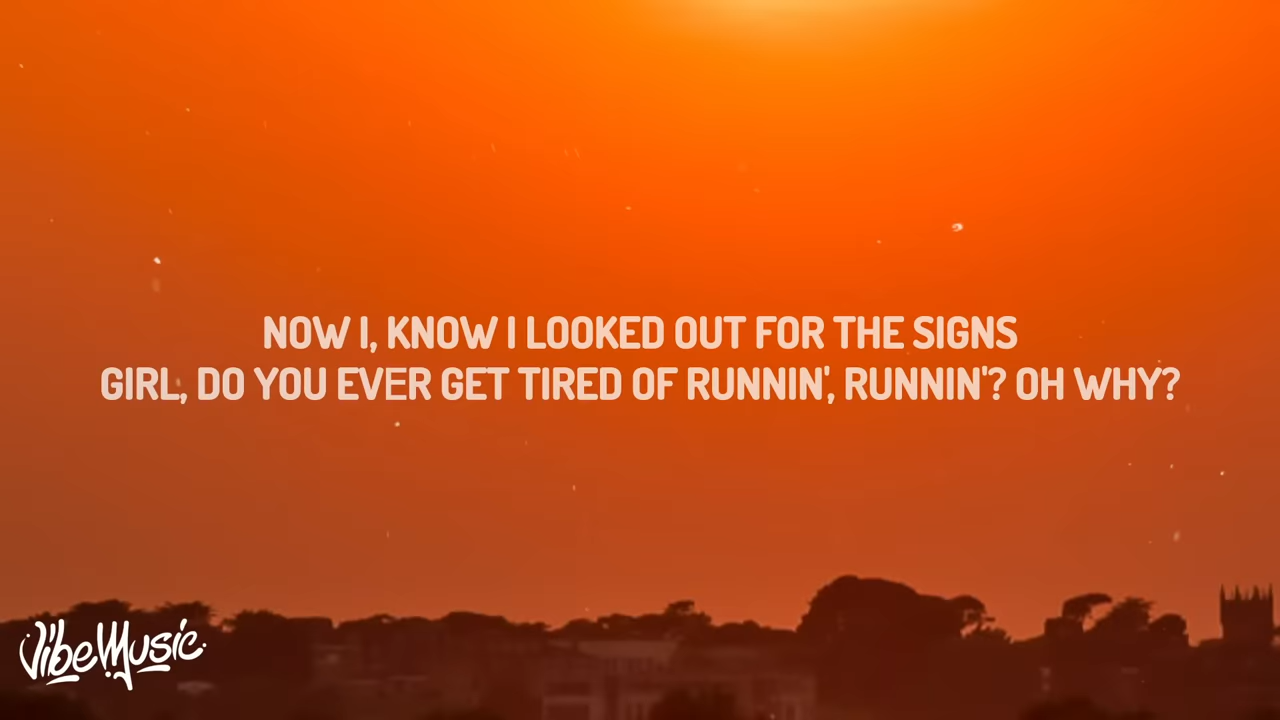 NOW I, KNOW I LOOKED OUT FOR THE SIGNS
GIRL, DO YOU EVER GET TIRED OF RUNNIN', RUNNIN'? OH WHY?
VibeMusic